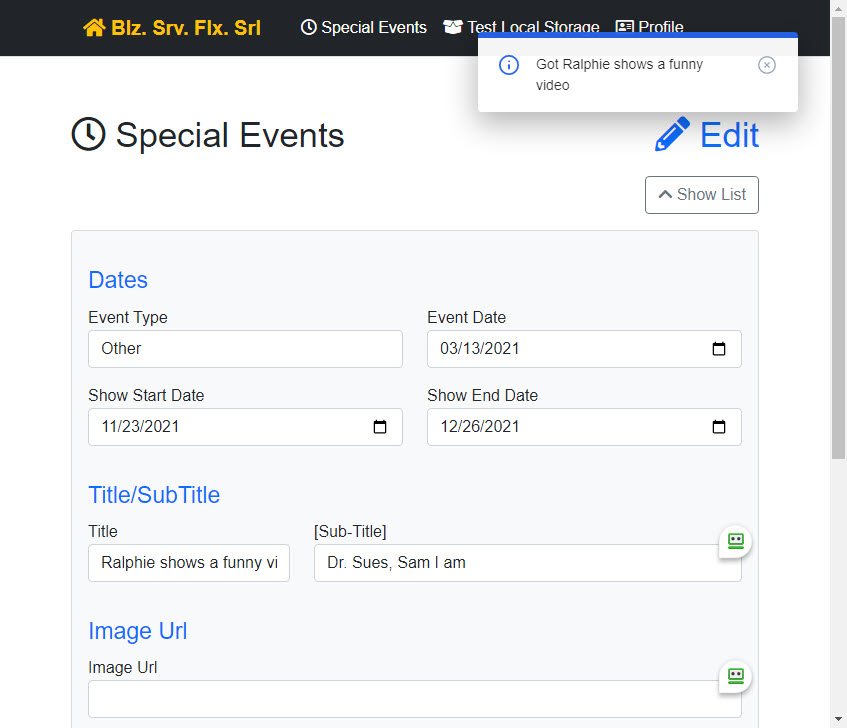 Blz. Srv. Flx. Srl
Special Events
Test Local Storage
Profile
Got Ralphie shows a funny
video
Special Events
Edit
Show List
Dates
Event Type
Event Date
Other
03/13/2021
Show Start Date
Show End Date
11/23/2021
12/26/2021
Title/SubTitle
Title
[Sub-Title]
Ralphie shows a funny vi
Dr. Sues, Sam I am
Image Url
Image Url